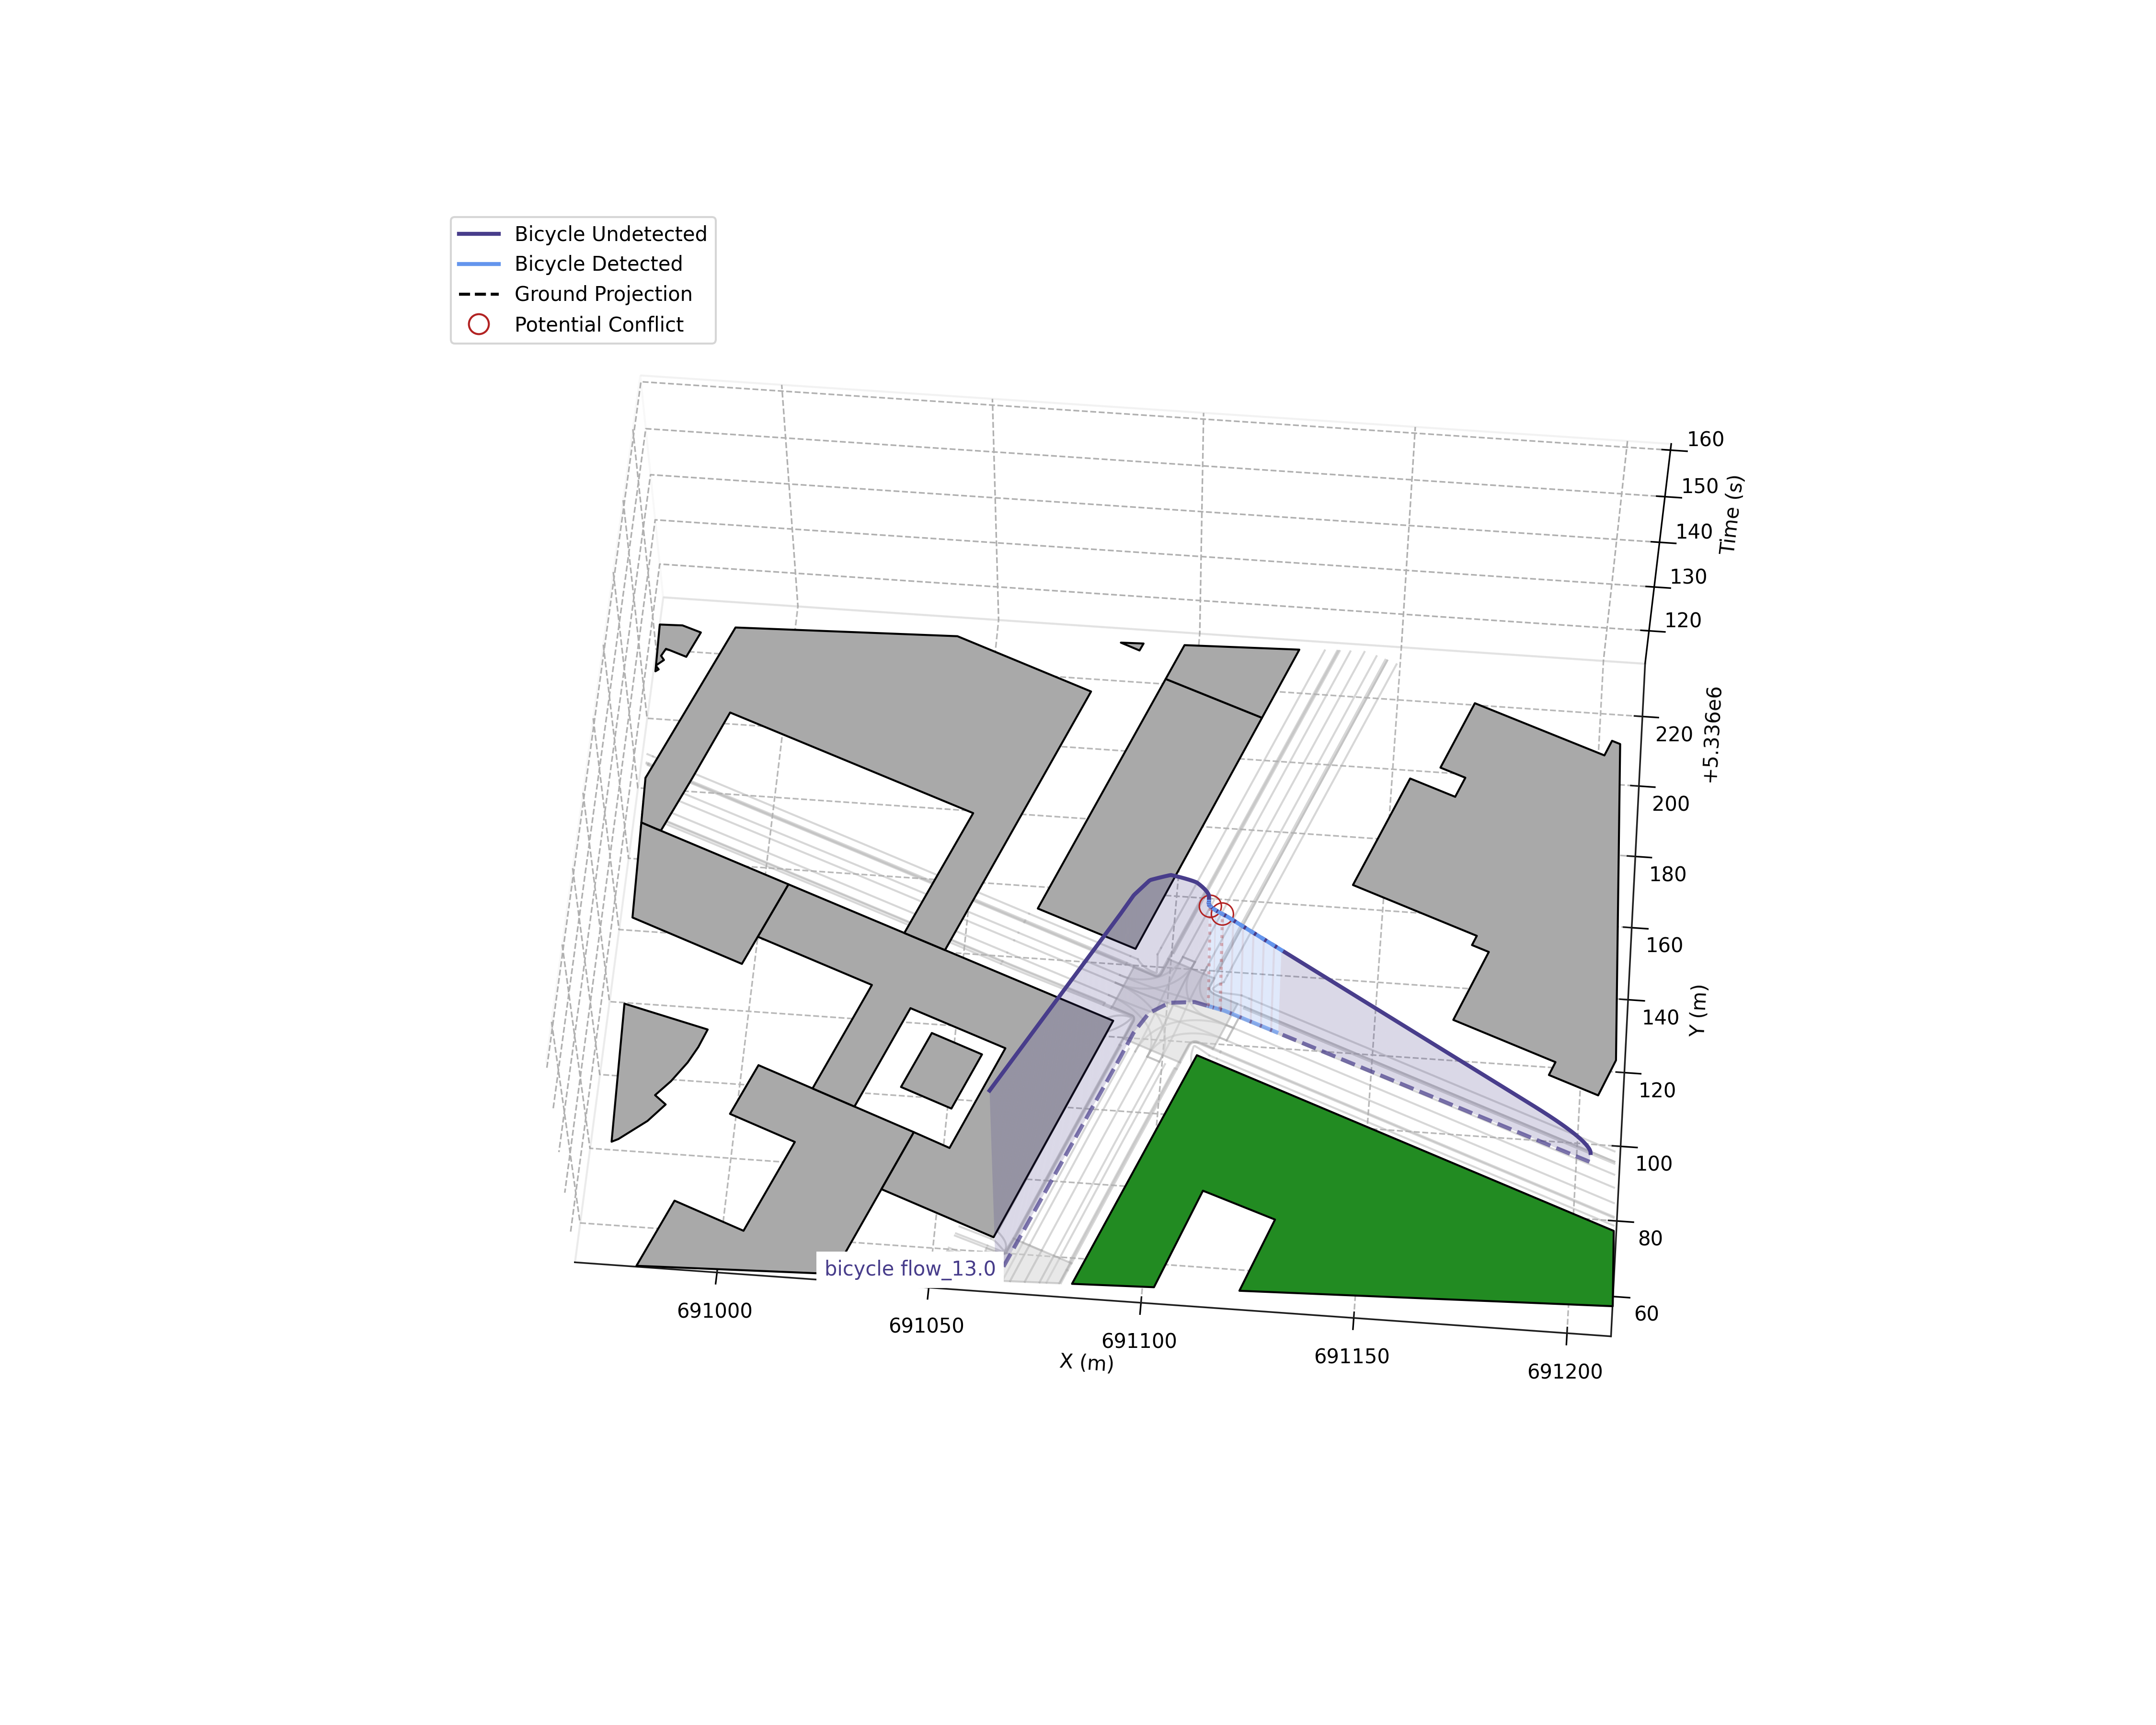 Bicycle Undetected
Bicycle Detected
Ground Projection
Potential Conflict
160
150
140
130
120
Time (s)
+5.336e6
220
200
180
160
140
120
100
80
60
Y (m)
bicycle flow_13.0
691000
691050
691100
691150
691200
X (m)